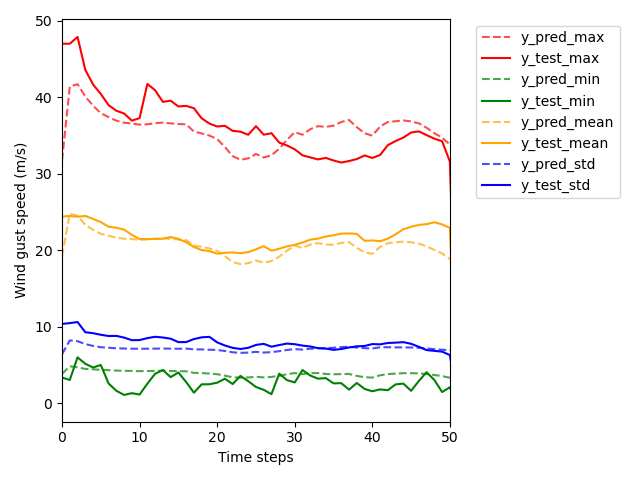 50
40
30
20
10
0
Wind gust speed (m/s)
0 10 20 30 40 50
Time steps
y_pred_max
y_test_max
y_pred_min
y_test_min
y_pred_mean
y_test_mean
y_pred_std
y_test_std